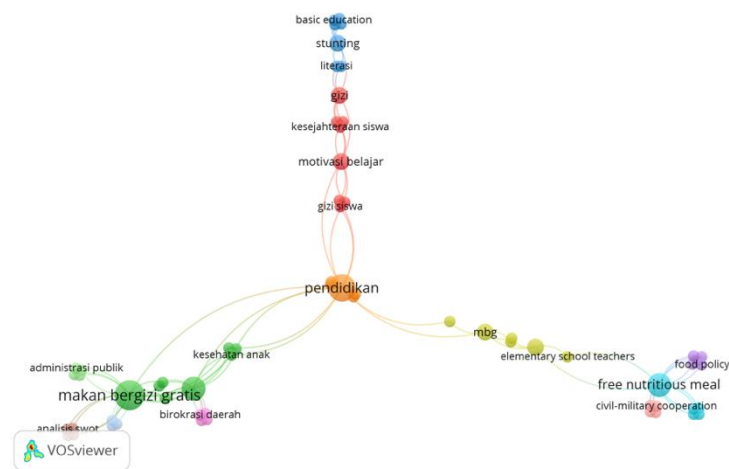 basic education
stunting
literasi
gizi
kesejahteraan siswa
motivasi belajar
gizi siswa
pendidikan
mbg
kesehatan anak
elementary school teachers
administrasi publik
food policy
free nutritious meal
makan bergizi gratis
civil-military cooperation
birokrasi daerah
analisis swot
VOSviewer